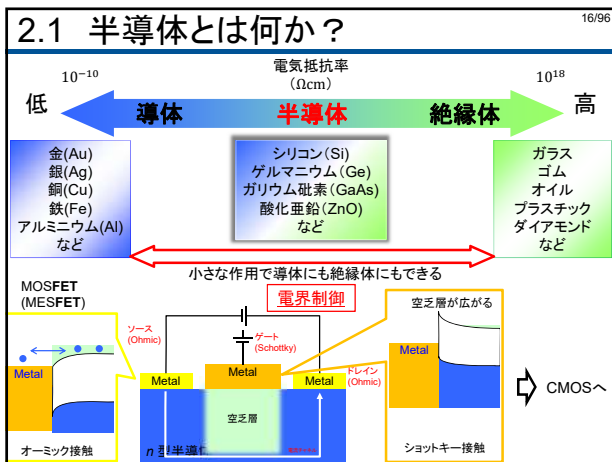 2.1 半導体とは何か？
16/96
電気抵抗率
(Ωcm)
10⁻¹⁰
10¹⁸
低
導体
半導体
絶縁体
高
金(Au)
銀(Ag)
銅(Cu)
鉄(Fe)
アルミニウム(Al)
など
シリコン(Si)
ゲルマニウム(Ge)
ガリウム砒素(GaAs)
酸化亜鉛(ZnO)
など
ガラス
ゴム
オイル
プラスチック
ダイアモンド
など
小さな作用で導体にも絶縁体にもできる
MOSFET
(MESFET)
電界制御
空乏層が広がる
ソース
(Ohmic)
ゲート
(Schottky)
ドレイン
(Ohmic)
Metal
Metal
Metal
Metal
Metal
空乏層
n 型半導体
オーミック接触
ショットキー接触
CMOSへ